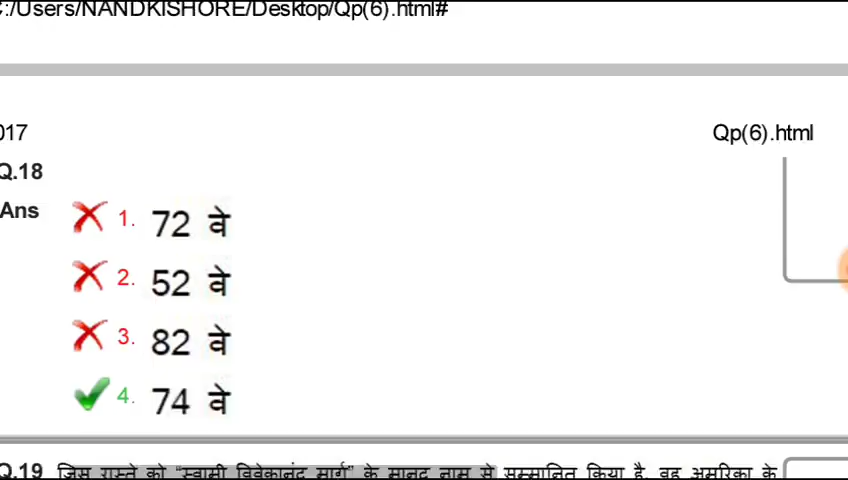 C:/Users/NANDKISHORE/Desktop/Qp(6).html#
017 Qp(6).html
Q.18
Ans 1. 72 वे
2. 52 वे
3. 82 वे
4. 74 वे
Q.19 जिस रास्ते को “स्वामी विवेकानंद मार्ग” के मानद नाम से सम्मानित किया है, वह अमरिका के